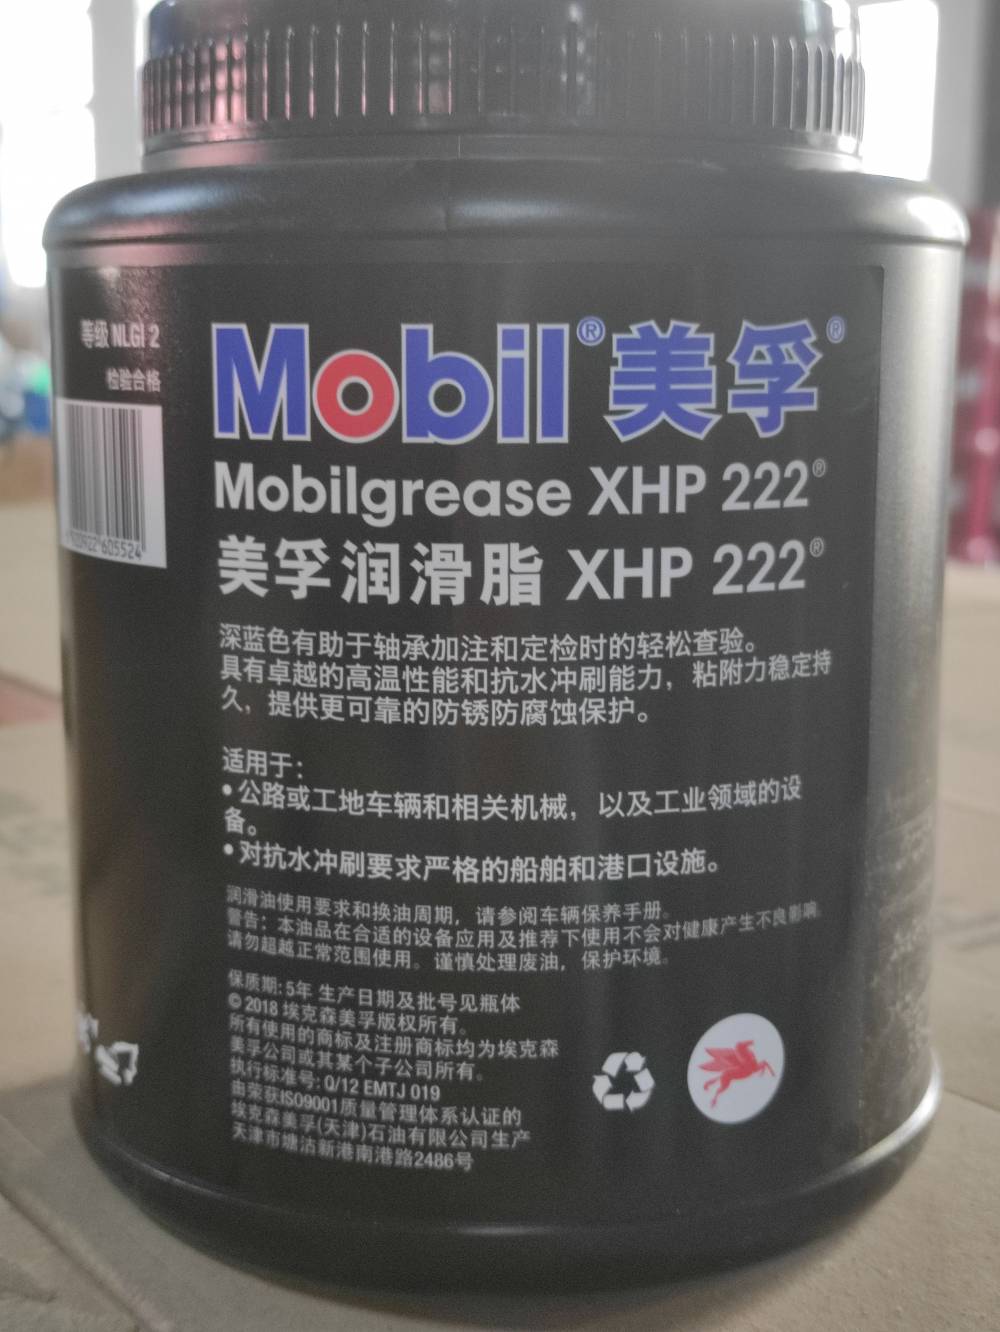 等级 NLGI 2
检验合格
605524
Mobil® 美孚®
Mobilgrease XHP 222®
美孚润滑脂 XHP 222®
深蓝色有助于轴承加注和定检时的轻松查验。
具有卓越的高温性能和抗水冲刷能力，粘附力稳定持
久，提供更可靠的防锈防腐蚀保护。
适用于：
•公路或工地车辆和相关机械，以及工业领域的设
备。
•对抗水冲刷要求严格的船舶和港口设施。
润滑油使用要求和换油周期，请参阅车辆保养手册。
警告：本油品在合适的设备应用及推荐下使用不会对健康产生不良影响，
请勿超越正常范围使用。谨慎处理废油，保护环境。
保质期：5年 生产日期及批号见瓶体
© 2018 埃克森美孚版权所有。
所有使用的商标及注册商标均为埃克森
美孚公司或其某个子公司所有。
执行标准号：Q/12 EMTJ 019
由荣获ISO9001质量管理体系认证的
埃克森美孚(天津)石油有限公司生产
天津市塘沽新港南港路2486号